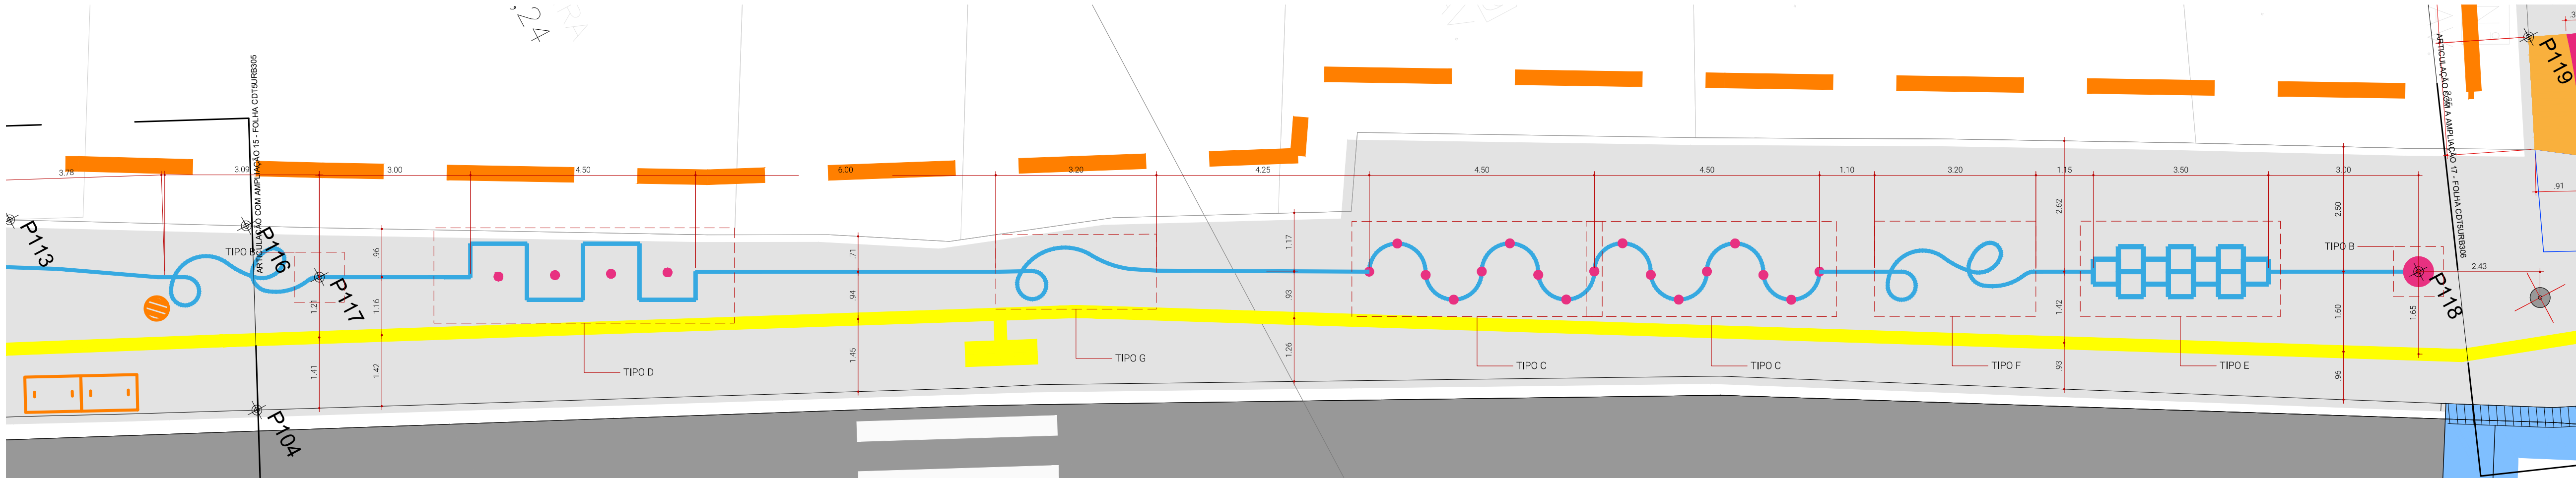 ,24
ARTICULAÇÃO COM AMPLIAÇÃO 15 - FOLHA CDT5URB305
ARTICULAÇÃO COM A AMPLIAÇÃO 17 - FOLHA CDT5URB306
P119
.91
3.78
3.09
3.00
4.50
6.00
3.20
4.25
4.50
4.50
1.10
3.20
1.15
3.50
3.00
P113
TIPO B
P116
P117
P104
.96
1.21
1.16
1.41
1.42
.71
.94
1.45
1.17
.93
1.26
2.62
1.42
.93
2.50
1.60
.96
1.65
TIPO B
2.43
P118
TIPO D
TIPO G
TIPO C
TIPO C
TIPO F
TIPO E